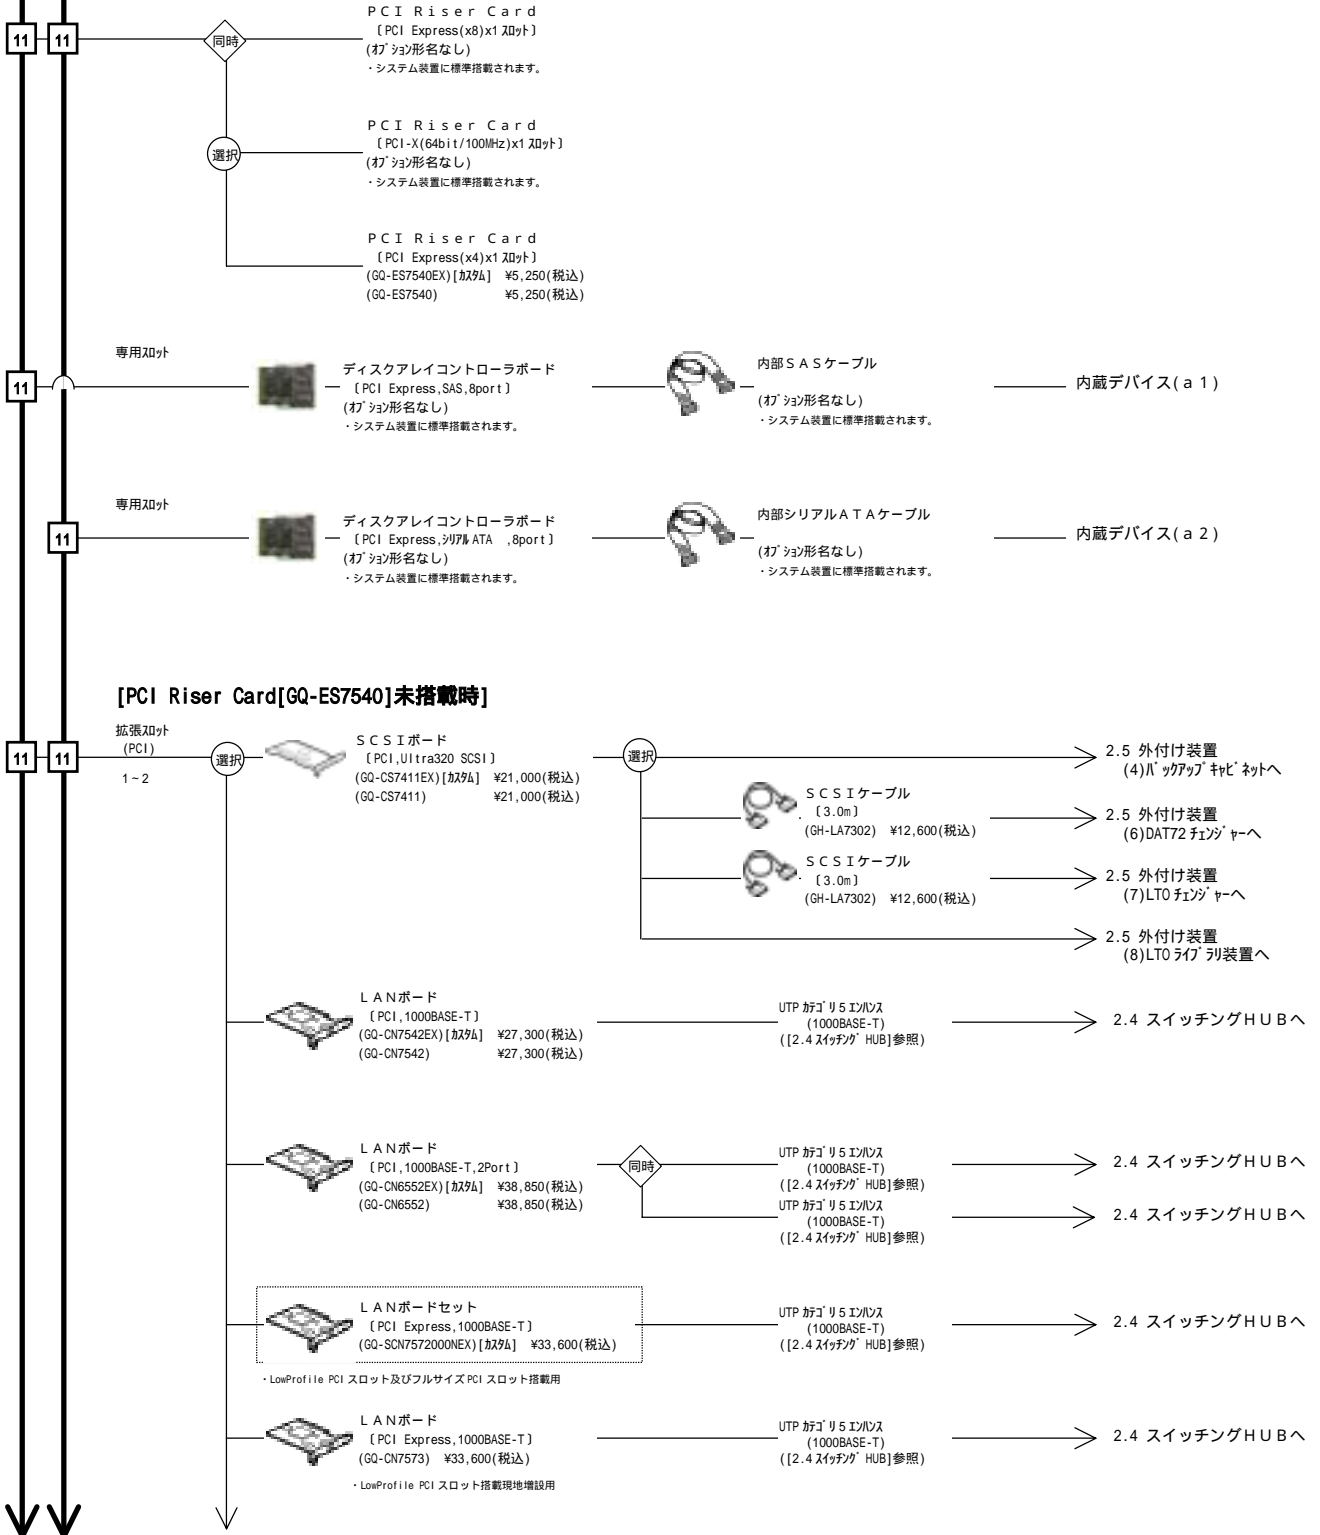 PCI Riser Card
〔PCI Express(x8)x1 ｽﾛｯﾄ〕
(ｵﾌﾟｼｮﾝ形名なし)
・システム装置に標準搭載されます。
11 11 同時
PCI Riser Card
〔PCI-X(64bit/100MHz)x1 ｽﾛｯﾄ〕
(ｵﾌﾟｼｮﾝ形名なし)
・システム装置に標準搭載されます。
選択
PCI Riser Card
〔PCI Express(x4)x1 ｽﾛｯﾄ〕
(GQ-ES7540EX)[ｶｽﾀﾑ] ¥5,250(税込)
(GQ-ES7540) ¥5,250(税込)
専用ｽﾛｯﾄ
11
ディスクアレイコントローラボード
〔PCI Express,SAS,8port〕
(ｵﾌﾟｼｮﾝ形名なし)
・システム装置に標準搭載されます。
内部ＳＡＳケーブル
(ｵﾌﾟｼｮﾝ形名なし)
・システム装置に標準搭載されます。
内蔵デバイス(a1)
専用スロット
11
ディスクアレイコントローラボード
〔PCI Express,ｼﾘｱﾙ ATA ,8port〕
(ｵﾌﾟｼｮﾝ形名なし)
・システム装置に標準搭載されます。
内部シリアルＡＴＡケーブル
(ｵﾌﾟｼｮﾝ形名なし)
・システム装置に標準搭載されます。
内蔵デバイス(a2)
[PCI Riser Card[GQ-ES7540]未搭載時]
11 11
拡張ｽﾛｯﾄ
(PCI)
1~2
選択
ＳＣＳＩボード
〔PCI,Ultra320 SCSI〕
(GQ-CS7411EX)[ｶｽﾀﾑ] ¥21,000(税込)
(GQ-CS7411) ¥21,000(税込)
選択
2.5 外付け装置
(4)ﾊﾞｯｸｱｯﾌﾟｷｬﾋﾞﾈｯﾄへ
ＳＣＳＩケーブル
〔3.0m〕
(GH-LA7302) ¥12,600(税込)
2.5 外付け装置
(6)DAT72 ﾁｪﾝｼﾞｬーへ
ＳＣＳＩケーブル
〔3.0m〕
(GH-LA7302) ¥12,600(税込)
2.5 外付け装置
(7)LTO ﾁｪﾝｼﾞｬーへ
2.5 外付け装置
(8)LTO ﾗｲﾌﾞﾗﾘ装置へ
ＬＡＮボード
〔PCI,1000BASE-T〕
(GQ-CN7542EX)[ｶｽﾀﾑ] ¥27,300(税込)
(GQ-CN7542) ¥27,300(税込)
UTP ｶﾃｺﾞﾘ 5 ｴﾝﾊﾝｽ
(1000BASE-T)
([2.4 ｽｲｯﾁﾝｸﾞ HUB]参照)
2.4 スイッチングＨＵＢへ
ＬＡＮボード
〔PCI,1000BASE-T,2Port〕
(GQ-CN6552EX)[ｶｽﾀﾑ] ¥38,850(税込)
(GQ-CN6552) ¥38,850(税込)
同時
UTP ｶﾃｺﾞﾘ 5 ｴﾝﾊﾝｽ
(1000BASE-T)
([2.4 ｽｲｯﾁﾝｸﾞ HUB]参照)
2.4 スイッチングＨＵＢへ
UTP ｶﾃｺﾞﾘ 5 ｴﾝﾊﾝｽ
(1000BASE-T)
([2.4 ｽｲｯﾁﾝｸﾞ HUB]参照)
2.4 スイッチングＨＵＢへ
ＬＡＮボードセット
〔PCI Express,1000BASE-T〕
(GQ-SCN7572000NEX)[ｶｽﾀﾑ] ¥33,600(税込)
UTP ｶﾃｺﾞﾘ 5 ｴﾝﾊﾝｽ
(1000BASE-T)
([2.4 ｽｲｯﾁﾝｸﾞ HUB]参照)
2.4 スイッチングＨＵＢへ
・LowProfile PCI スロット及びフルサイズ PCI スロット搭載用
ＬＡＮボード
〔PCI Express,1000BASE-T〕
(GQ-CN7573) ¥33,600(税込)
UTP ｶﾃｺﾞﾘ 5 ｴﾝﾊﾝｽ
(1000BASE-T)
([2.4 ｽｲｯﾁﾝｸﾞ HUB]参照)
2.4 スイッチングＨＵＢへ
・LowProfile PCI スロット搭載現地増設用